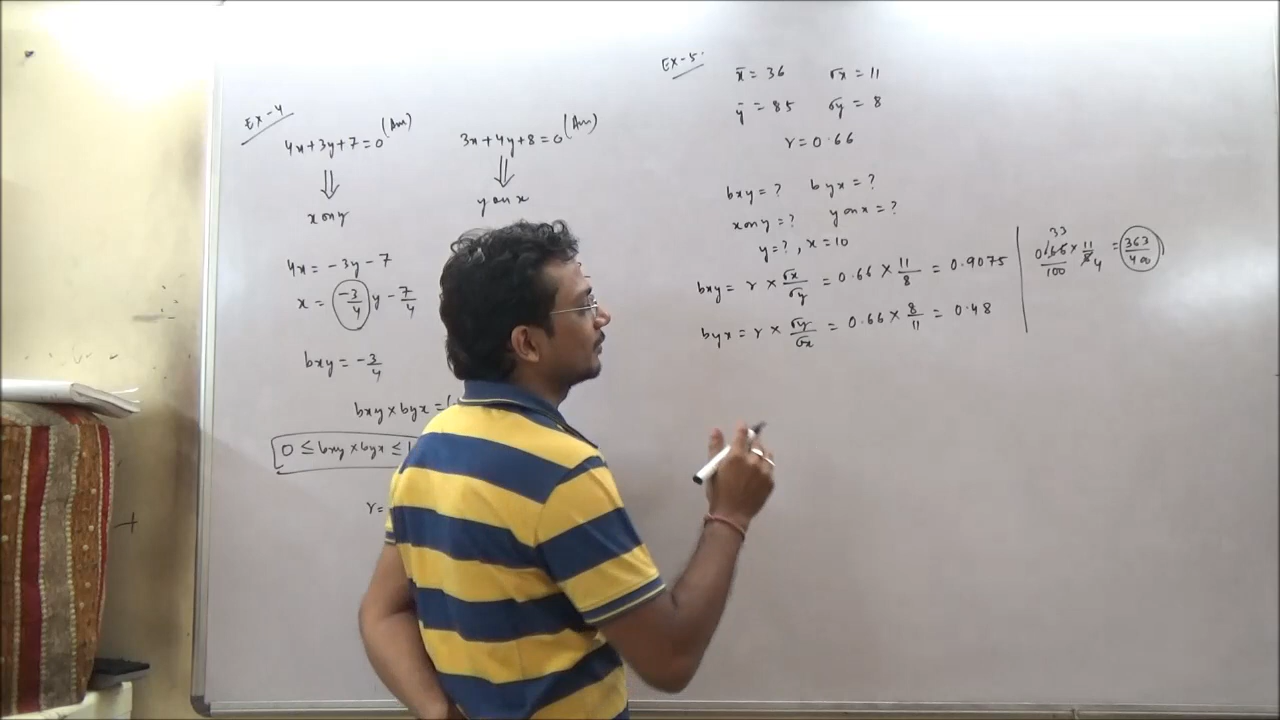 Ex-4
4x+3y+7=0 (Ans)
3x+4y+8=0 (Ans)
⇓ ⇓
x on y
y on x
4x = -3y - 7
x = -3/4 y - 7/4
bxy = -3/4
bxy × byx = (
0 ≤ bxy × byx ≤ 1
r =
Ex-5.
x̄ = 36 σx = 11
ȳ = 85 σy = 8
r = 0.66
bxy = ? byx = ?
x on y = ? y on x = ?
y = ? , x = 10
bxy = r × σx/σy = 0.66 × 11/8 = 0.9075
byx = r × σy/σx = 0.66 × 8/11 = 0.48
33
0.66/100 × 11/8 4 = 363/400